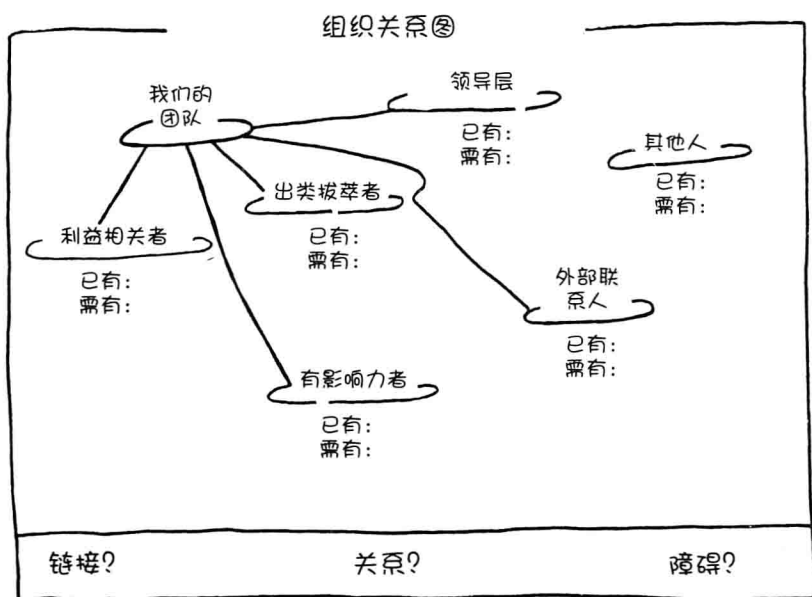 组织关系图
我们的
团队
领导层
已有：
需有：
其他人
已有：
需有：
出类拔萃者
已有：
需有：
利益相关者
已有：
需有：
外部联
系人
已有：
需有：
有影响力者
已有：
需有：
链接？
关系？
障碍？